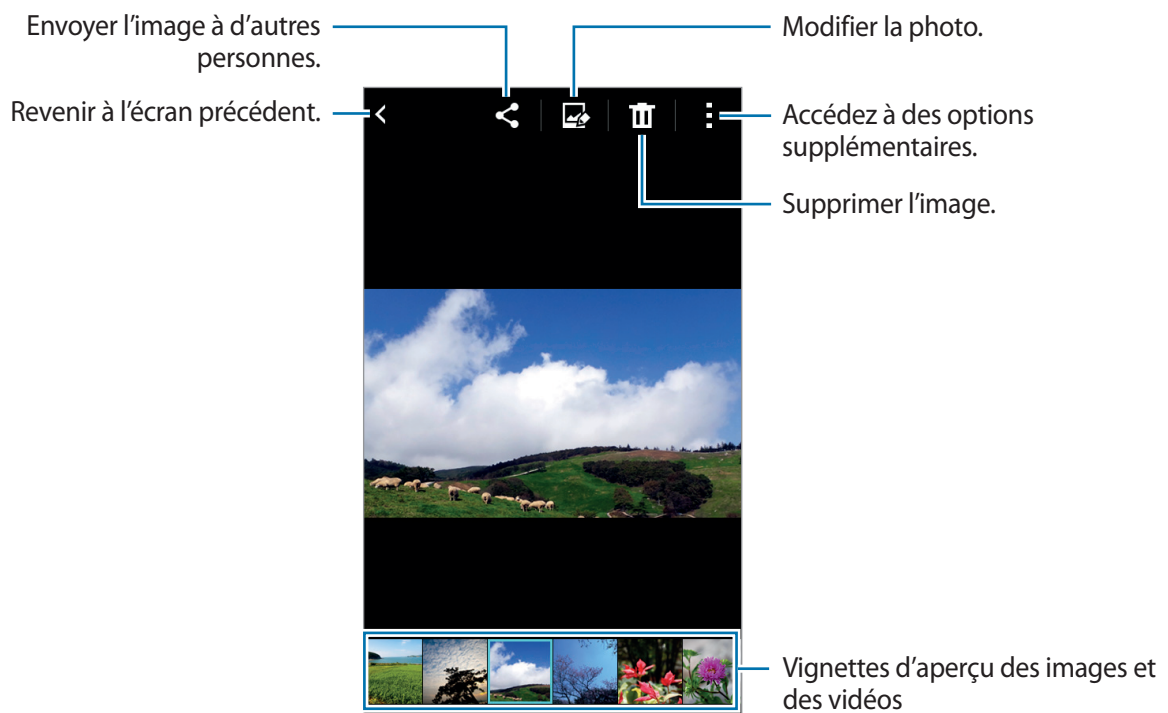 Envoyer l'image à d'autres
personnes.
Modifier la photo.
Revenir à l'écran précédent.
Accédez à des options
supplémentaires.
Supprimer l'image.
Vignettes d'aperçu des images et
des vidéos